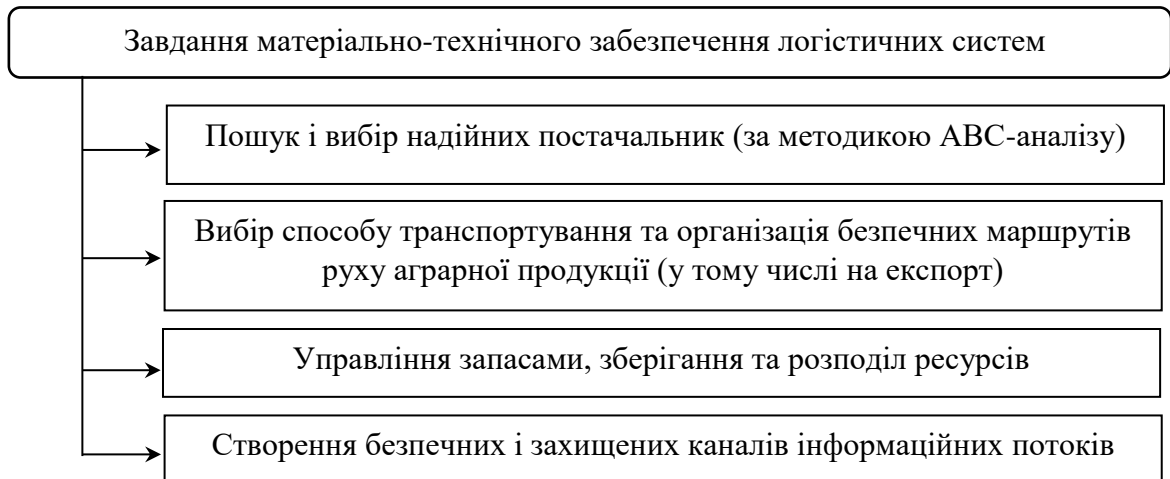 Завдання матеріально-технічного забезпечення логістичних систем
Пошук і вибір надійних постачальник (за методикою АВС-аналізу)
Вибір способу транспортування та організація безпечних маршрутів
руху аграрної продукції (у тому числі на експорт)
Управління запасами, зберігання та розподіл ресурсів
Створення безпечних і захищених каналів інформаційних потоків